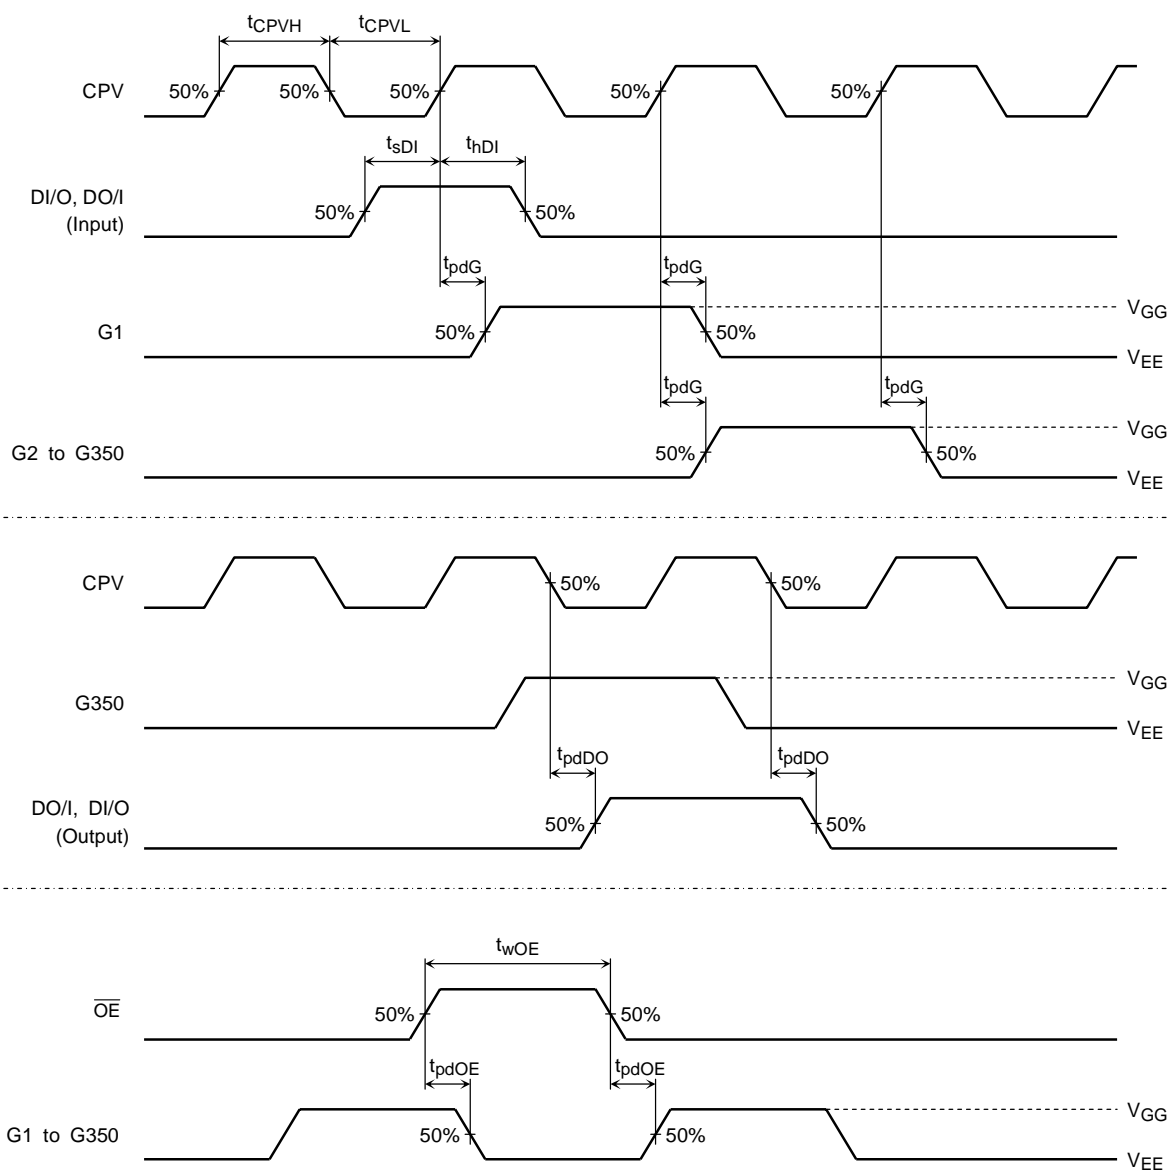 tCPVH tCPVL
CPV 50% 50% 50% 50% 50%
tsDI thDI
DI/O, DO/I
(Input)
50% 50%
tpdG tpdG
VGG
G1 50% 50%
VEE
tpdG tpdG
VGG
G2 to G350 50% 50%
VEE
CPV 50% 50%
VGG
G350
VEE
tpdDO tpdDO
DO/I, DI/O
(Output)
50% 50%
twOE
OE 50% 50%
tpdOE tpdOE
VGG
G1 to G350 50% 50%
VEE